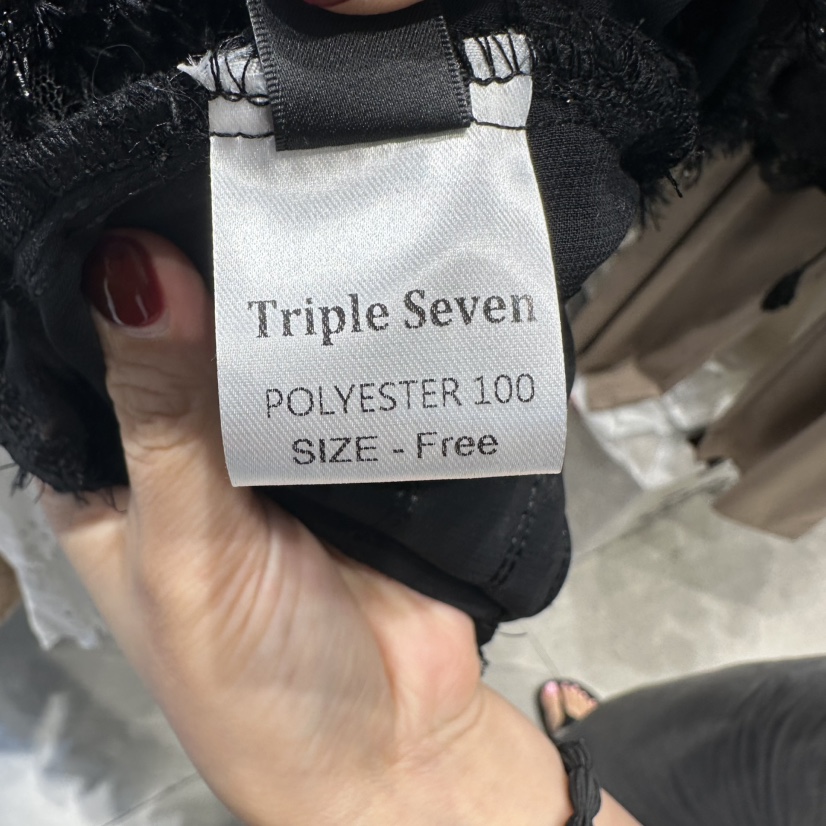 Triple Seven
POLYESTER 100
SIZE - Free